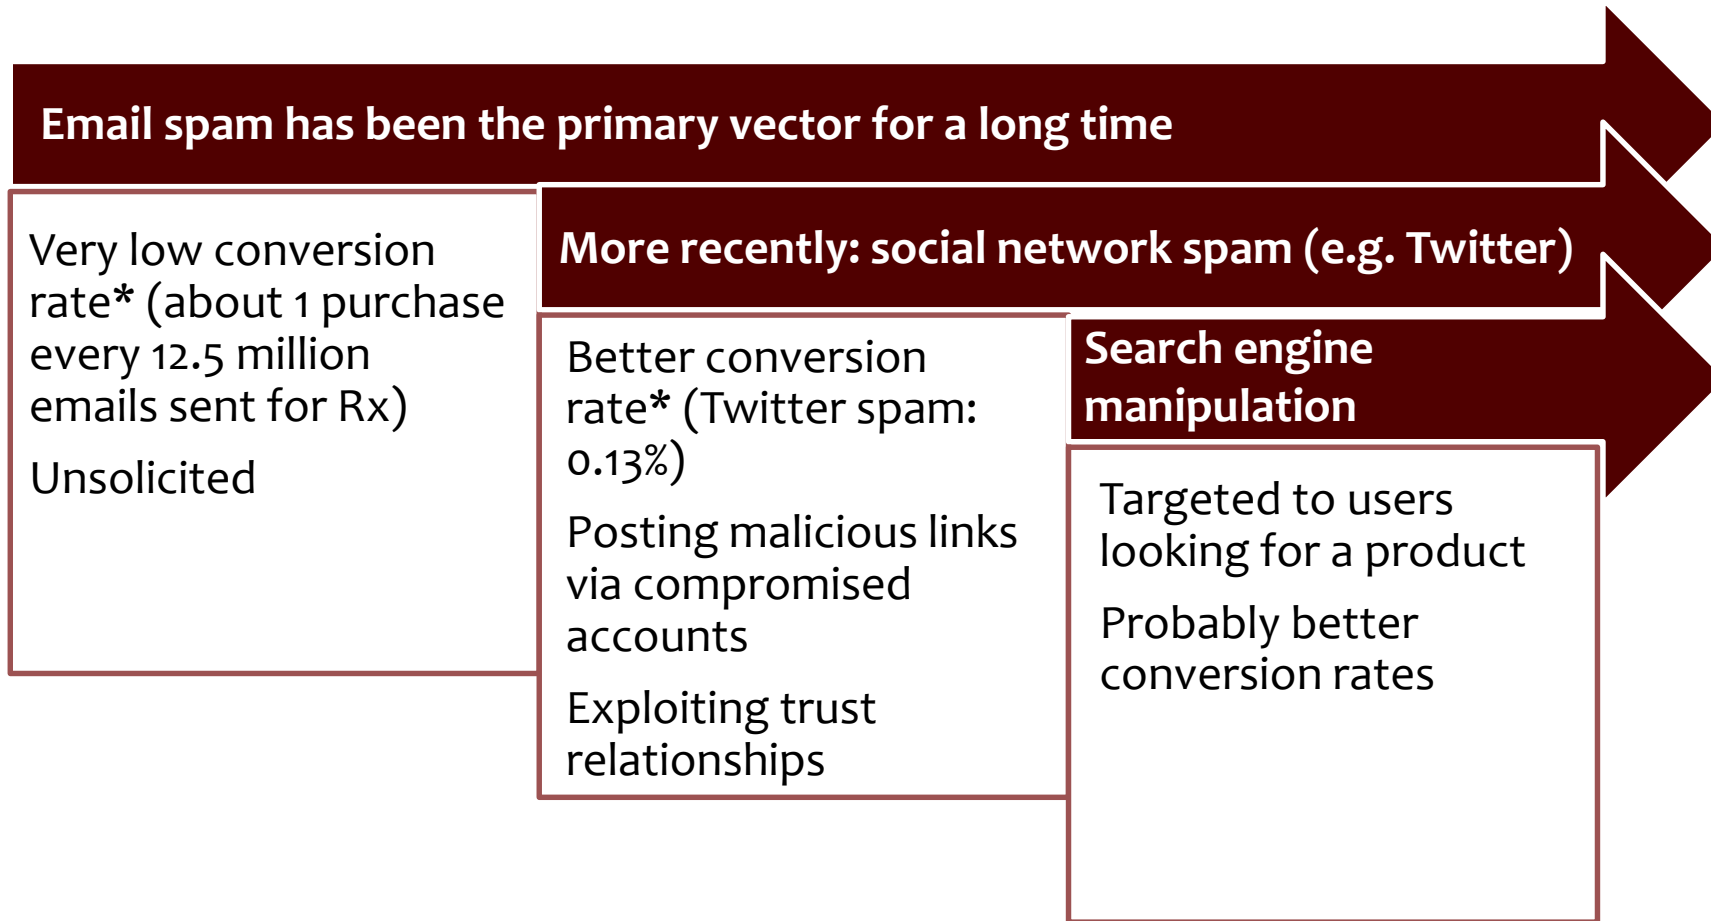 Email spam has been the primary vector for a long time
Very low conversion
rate* (about 1 purchase
every 12.5 million
emails sent for Rx)
Unsolicited
More recently: social network spam (e.g. Twitter)
Better conversion
rate* (Twitter spam:
0.13%)
Posting malicious links
via compromised
accounts
Exploiting trust
relationships
Search engine
manipulation
Targeted to users
looking for a product
Probably better
conversion rates